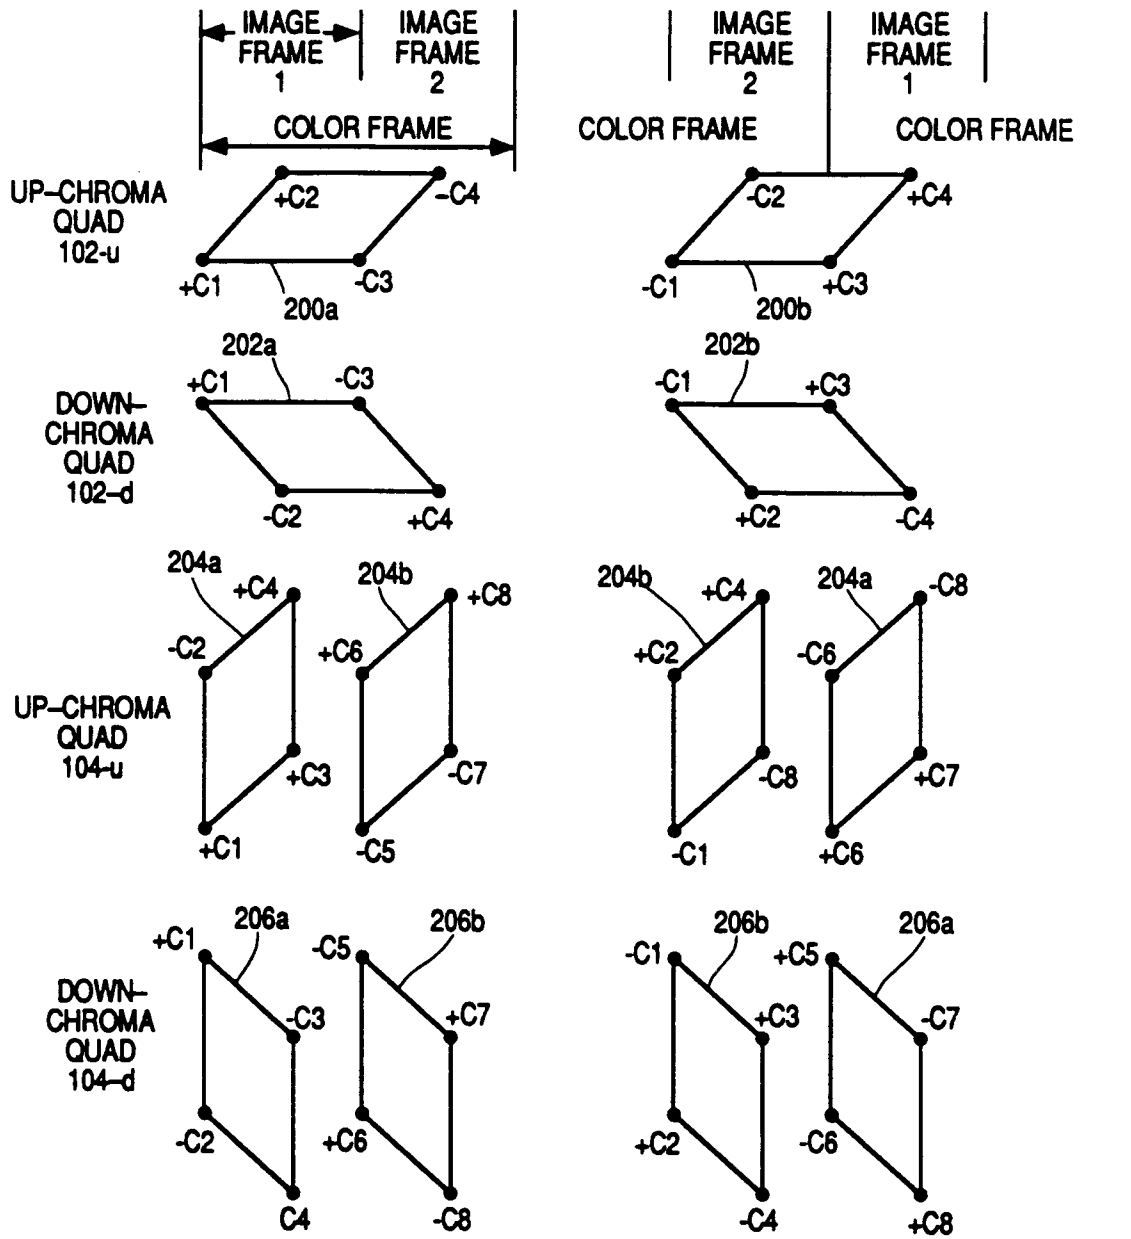 IMAGE FRAME 1
IMAGE FRAME 2
IMAGE FRAME 2
IMAGE FRAME 1
COLOR FRAME
COLOR FRAME
COLOR FRAME
UP–CHROMA
QUAD
102-u
+C2
–C4
+C1
-C3
200a
-C2
+C4
-C1
+C3
200b
DOWN–
CHROMA
QUAD
102–d
202a
+C1
-C3
-C2
+C4
202b
-C1
+C3
+C2
-C4
UP–CHROMA
QUAD
104-u
204a
+C4
-C2
+C3
+C1
204b
+C8
+C6
-C7
-C5
204b
+C4
+C2
-C8
-C1
204a
-C8
-C6
+C7
+C6
DOWN–
CHROMA
QUAD
104–d
206a
+C1
-C3
-C2
C4
206b
-C5
+C7
+C6
-C8
206b
-C1
+C3
+C2
-C4
206a
+C5
-C7
-C6
+C8